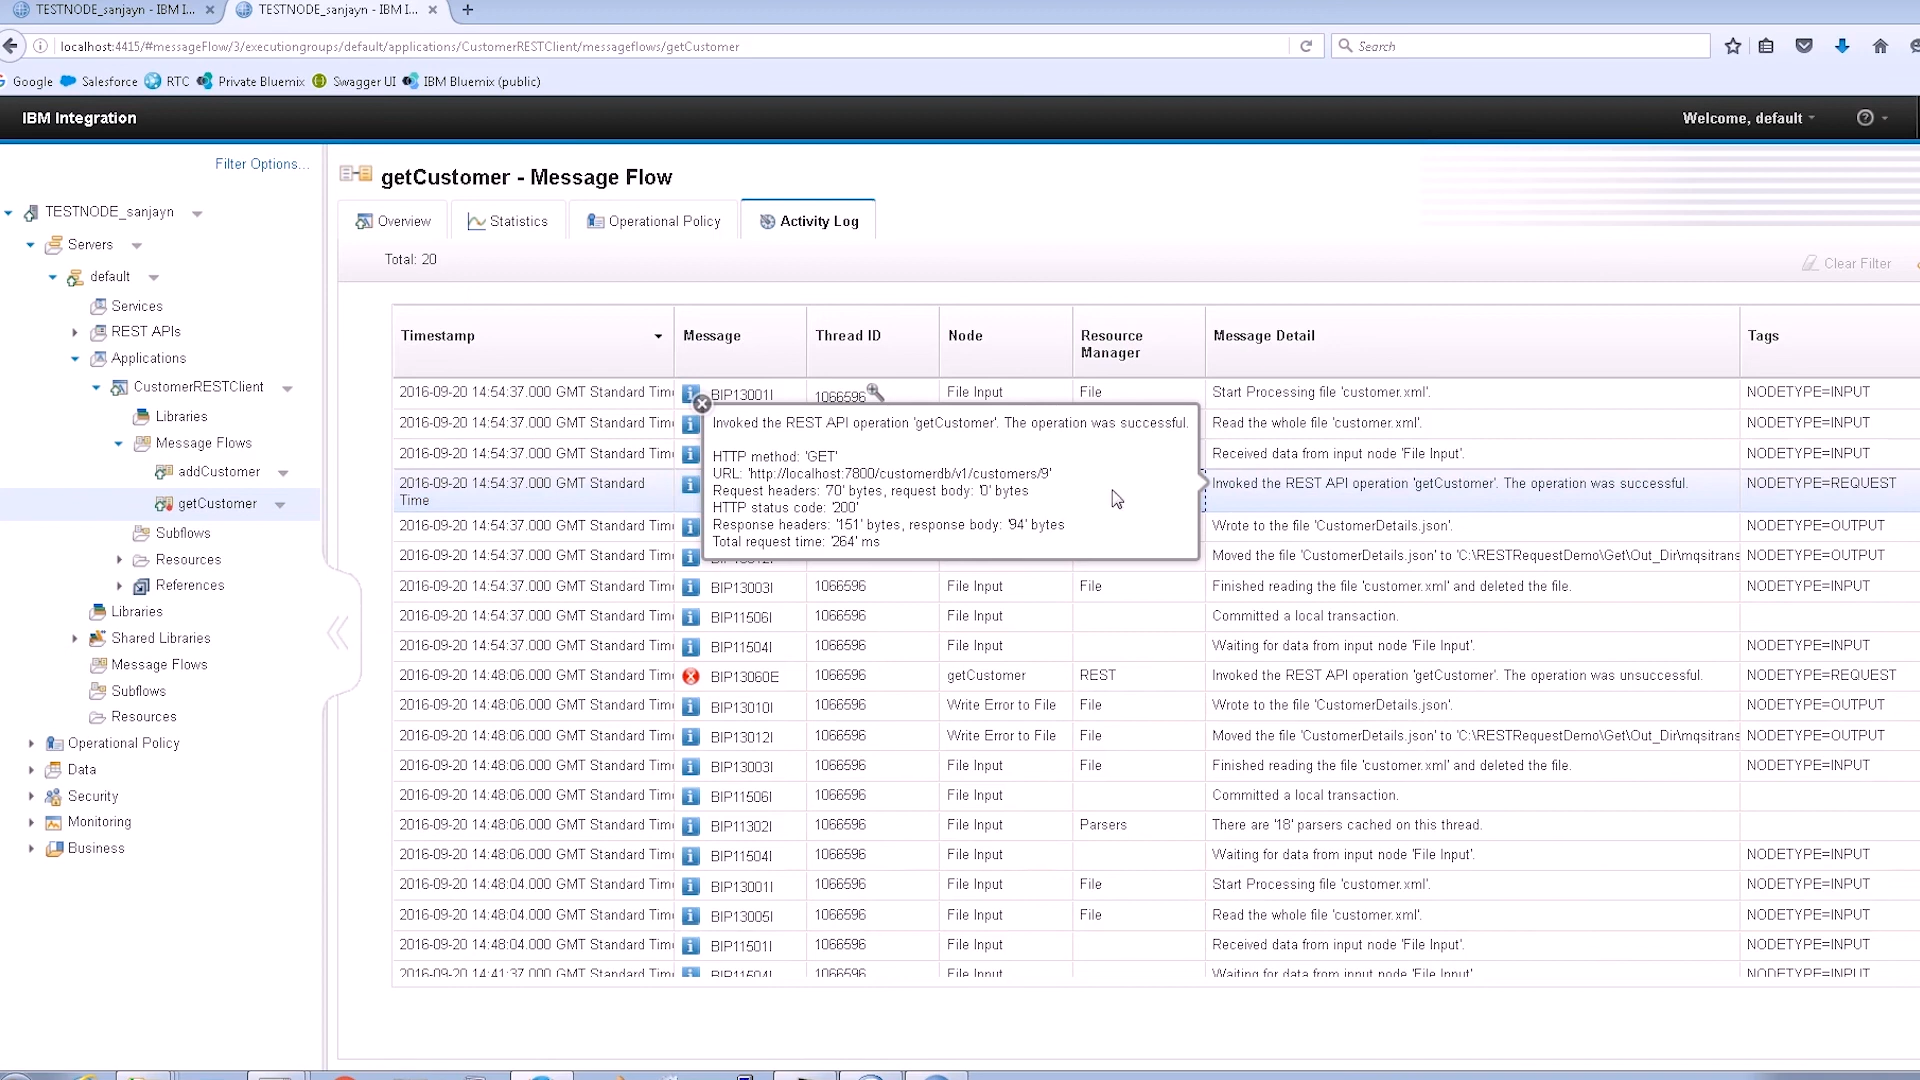 TESTNODE_sanjayn - IBM I...
TESTNODE_sanjayn - IBM I...
localhost:4415/#messageFlow/3/executiongroups/default/applications/CustomerRESTClient/messageflows/getCustomer
Search
Google Salesforce RTC Private Bluemix Swagger UI IBM Bluemix (public)
IBM Integration
Welcome, default
Filter Options...
TESTNODE_sanjayn
Servers
default
Services
REST APIs
Applications
CustomerRESTClient
Libraries
Message Flows
addCustomer
getCustomer
Subflows
Resources
References
Libraries
Shared Libraries
Message Flows
Subflows
Resources
Operational Policy
Data
Security
Monitoring
Business
getCustomer - Message Flow
Overview Statistics Operational Policy Activity Log
Total: 20
Clear Filter
Timestamp Message Thread ID Node Resource Manager Message Detail Tags
2016-09-20 14:54:37.000 GMT Standard Time BIP13001I 1066596 File Input File Start Processing file 'customer.xml'. NODETYPE=INPUT
2016-09-20 14:54:37.000 GMT Standard Time Read the whole file 'customer.xml'. NODETYPE=INPUT
2016-09-20 14:54:37.000 GMT Standard Time Received data from input node 'File Input'. NODETYPE=INPUT
2016-09-20 14:54:37.000 GMT Standard Time Invoked the REST API operation 'getCustomer'. The operation was successful. NODETYPE=REQUEST
2016-09-20 14:54:37.000 GMT Standard Time Wrote to the file 'CustomerDetails.json'. NODETYPE=OUTPUT
2016-09-20 14:54:37.000 GMT Standard Time Moved the file 'CustomerDetails.json' to 'C:\RESTRequestDemo\Get\Out_Dir\mqsitrans NODETYPE=OUTPUT
Invoked the REST API operation 'getCustomer'. The operation was successful.
HTTP method: 'GET'
URL: 'http://localhost:7800/customerdb/v1/customers/9'
Request headers: '70' bytes, request body: '0' bytes
HTTP status code: '200'
Response headers: '151' bytes, response body: '94' bytes
Total request time: '264' ms
2016-09-20 14:54:37.000 GMT Standard Time BIP13003I 1066596 File Input File Finished reading the file 'customer.xml' and deleted the file. NODETYPE=INPUT
2016-09-20 14:54:37.000 GMT Standard Time BIP11506I 1066596 File Input Committed a local transaction.
2016-09-20 14:54:37.000 GMT Standard Time BIP11504I 1066596 File Input Waiting for data from input node 'File Input'. NODETYPE=INPUT
2016-09-20 14:48:06.000 GMT Standard Time BIP13060E 1066596 getCustomer REST Invoked the REST API operation 'getCustomer'. The operation was unsuccessful. NODETYPE=REQUEST
2016-09-20 14:48:06.000 GMT Standard Time BIP13010I 1066596 Write Error to File File Wrote to the file 'CustomerDetails.json'. NODETYPE=OUTPUT
2016-09-20 14:48:06.000 GMT Standard Time BIP13012I 1066596 Write Error to File File Moved the file 'CustomerDetails.json' to 'C:\RESTRequestDemo\Get\Out_Dir\mqsitrans NODETYPE=OUTPUT
2016-09-20 14:48:06.000 GMT Standard Time BIP13003I 1066596 File Input File Finished reading the file 'customer.xml' and deleted the file. NODETYPE=INPUT
2016-09-20 14:48:06.000 GMT Standard Time BIP11506I 1066596 File Input Committed a local transaction.
2016-09-20 14:48:06.000 GMT Standard Time BIP11302I 1066596 File Input Parsers There are '18' parsers cached on this thread.
2016-09-20 14:48:06.000 GMT Standard Time BIP11504I 1066596 File Input Waiting for data from input node 'File Input'. NODETYPE=INPUT
2016-09-20 14:48:04.000 GMT Standard Time BIP13001I 1066596 File Input File Start Processing file 'customer.xml'. NODETYPE=INPUT
2016-09-20 14:48:04.000 GMT Standard Time BIP13005I 1066596 File Input File Read the whole file 'customer.xml'. NODETYPE=INPUT
2016-09-20 14:48:04.000 GMT Standard Time BIP11501I 1066596 File Input Received data from input node 'File Input'. NODETYPE=INPUT
2016-09-20 14:41:37.000 GMT Standard Time BIP11504I 1066596 File Input Waiting for data from input node 'File Input'. NODETYPE=INPUT